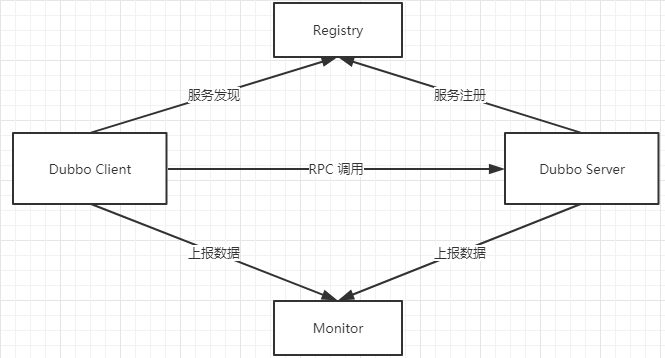 Registry
服务发现
服务注册
Dubbo Client
RPC 调用
Dubbo Server
上报数据
上报数据
Monitor